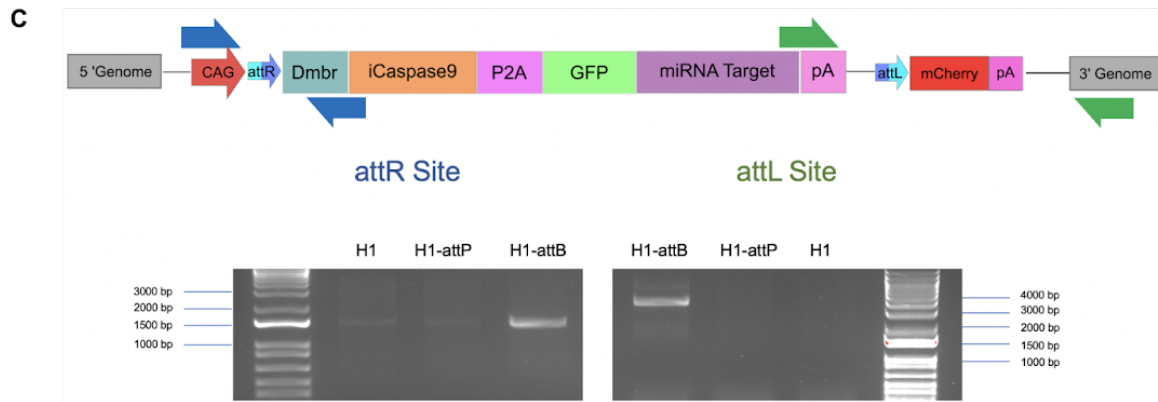 C
5 'Genome CAG attR Dmbr iCaspase9 P2A GFP miRNA Target pA attL mCherry pA 3' Genome
attR Site attL Site
H1 H1-attP H1-attB H1-attB H1-attP H1
3000 bp
2000 bp
1500 bp
1000 bp
4000 bp
3000 bp
2000 bp
1500 bp
1000 bp